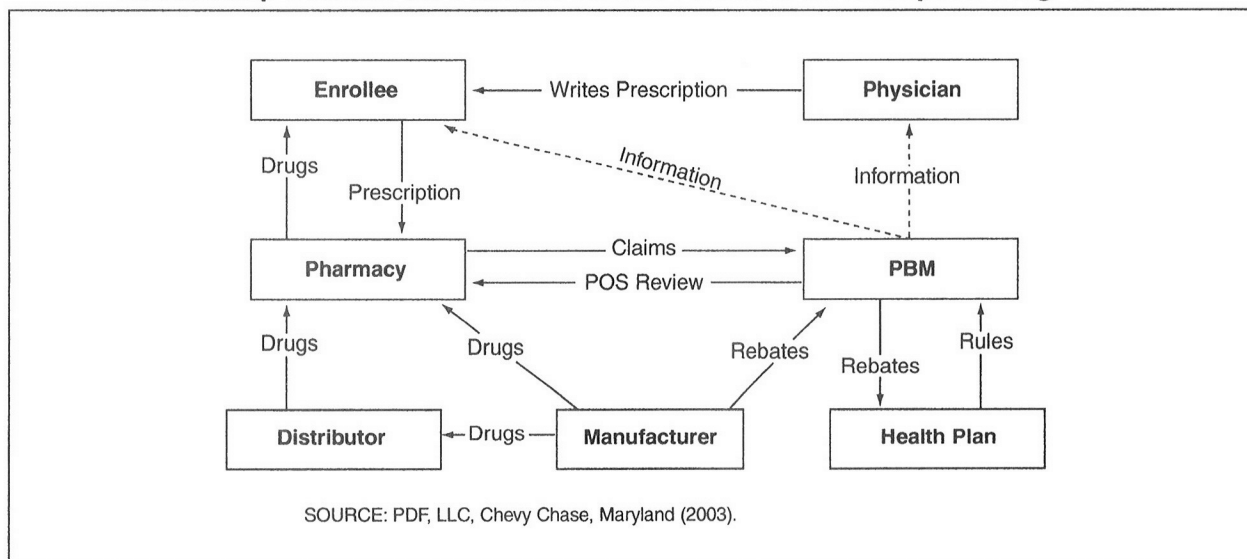 Enrollee
Writes Prescription
Physician
Drugs
Prescription
Information
Information
Pharmacy
Claims
POS Review
PBM
Drugs
Drugs
Rebates
Rebates
Rules
Distributor
Drugs
Manufacturer
Health Plan
SOURCE: PDF, LLC, Chevy Chase, Maryland (2003).